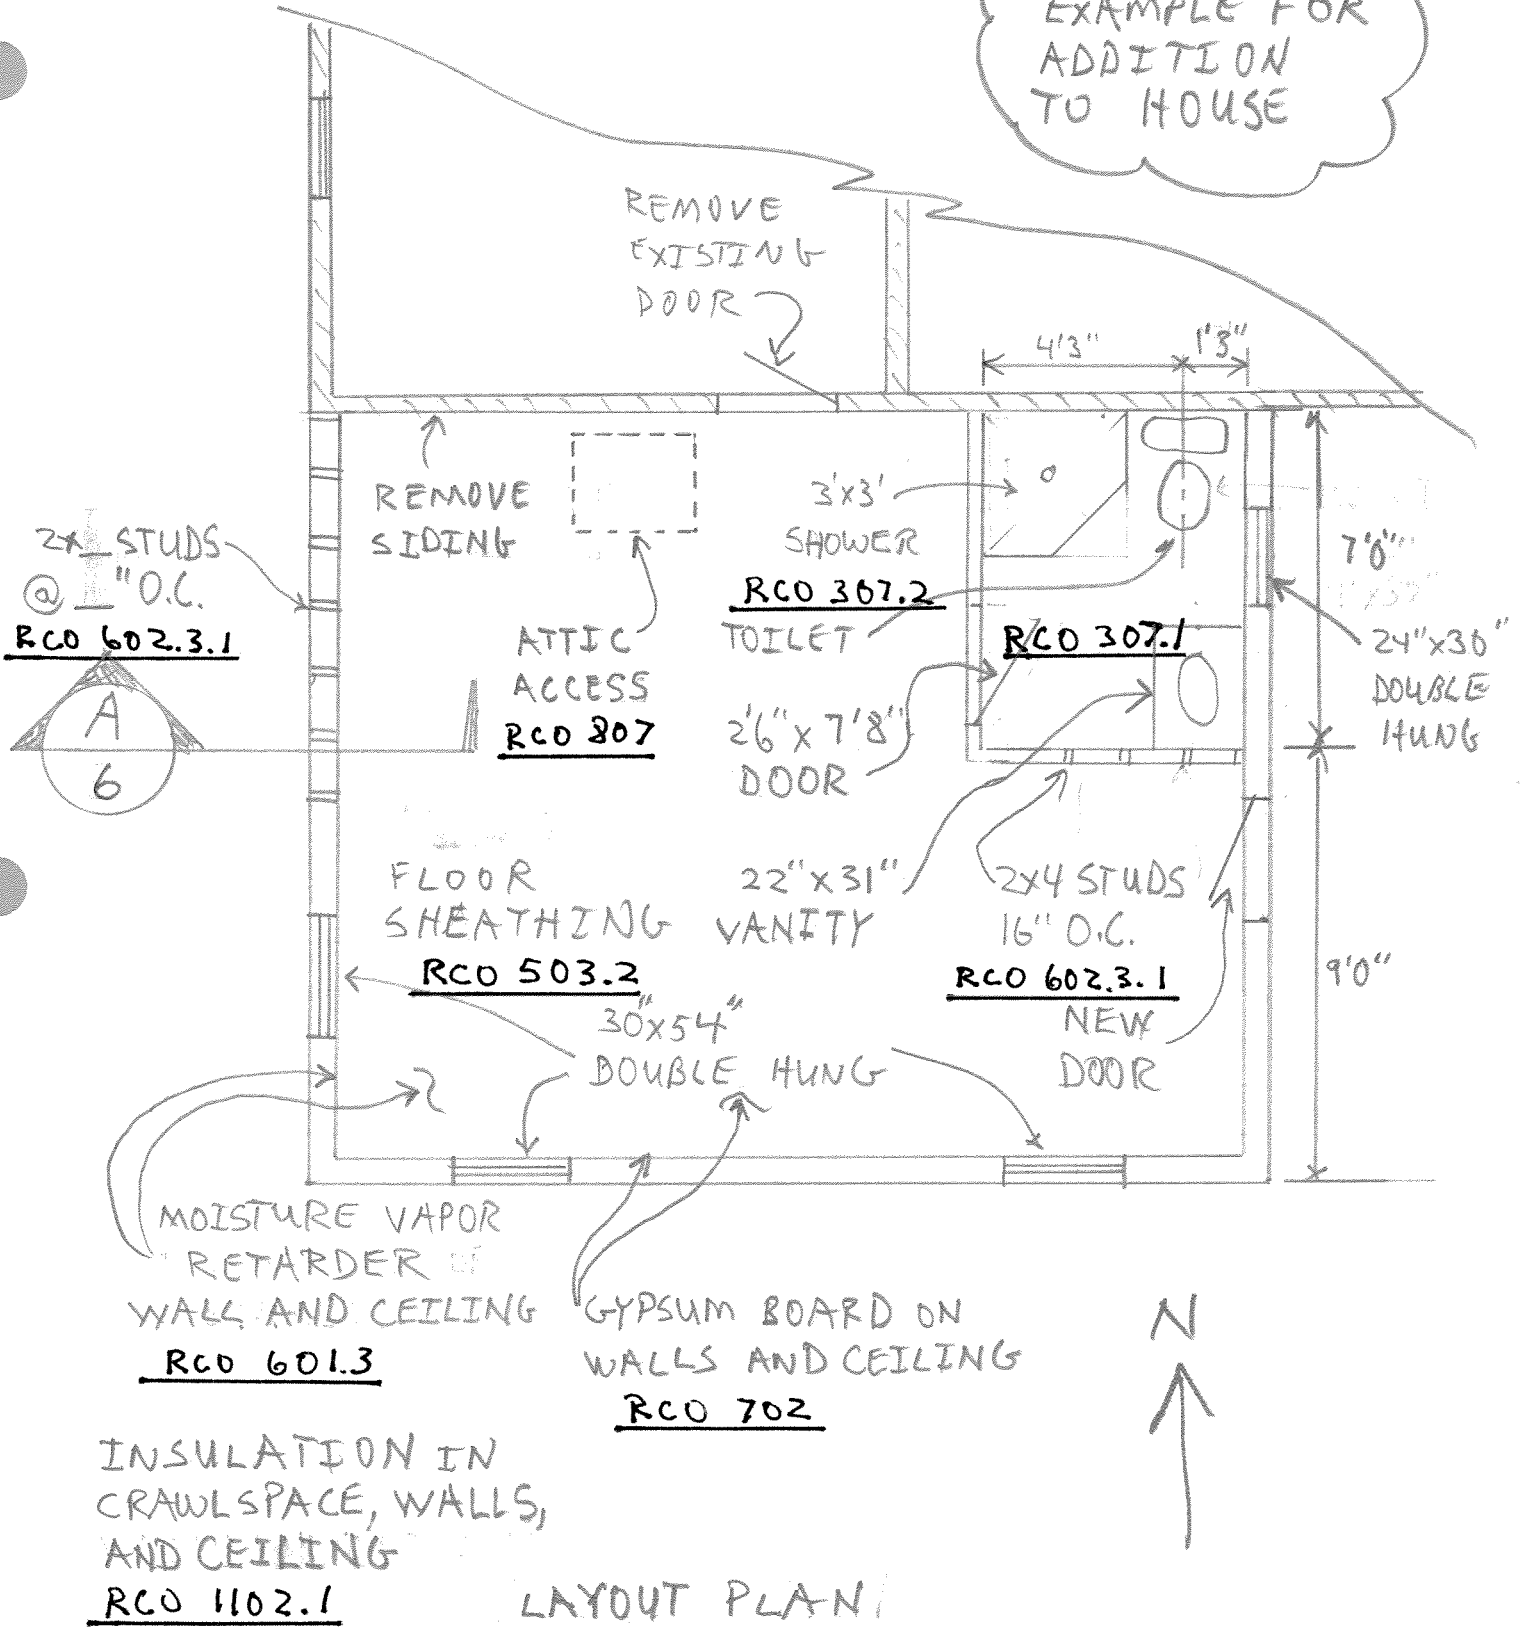 EXAMPLE FOR
ADDITION
TO HOUSE
REMOVE
EXISTING
DOOR
4'3"
1'3"
REMOVE
SIDING
2x_ STUDS
@ _ "O.C.
RCO 602.3.1
A
6
ATTIC
ACCESS
RCO 807
3'x3'
SHOWER
RCO 307.2
TOILET
RCO 307.1
2'6" x 7'8"
DOOR
7'0"
24"x30"
DOUBLE
HUNG
FLOOR
SHEATHING
RCO 503.2
22"x31"
VANITY
2x4 STUDS
16" O.C.
RCO 602.3.1
NEW
DOOR
9'0"
30"x54"
DOUBLE HUNG
MOISTURE VAPOR
RETARDER
WALL AND CEILING
RCO 601.3
GYPSUM BOARD ON
WALLS AND CEILING
RCO 702
N
INSULATION IN
CRAWLSPACE, WALLS,
AND CEILING
RCO 1102.1
LAYOUT PLAN